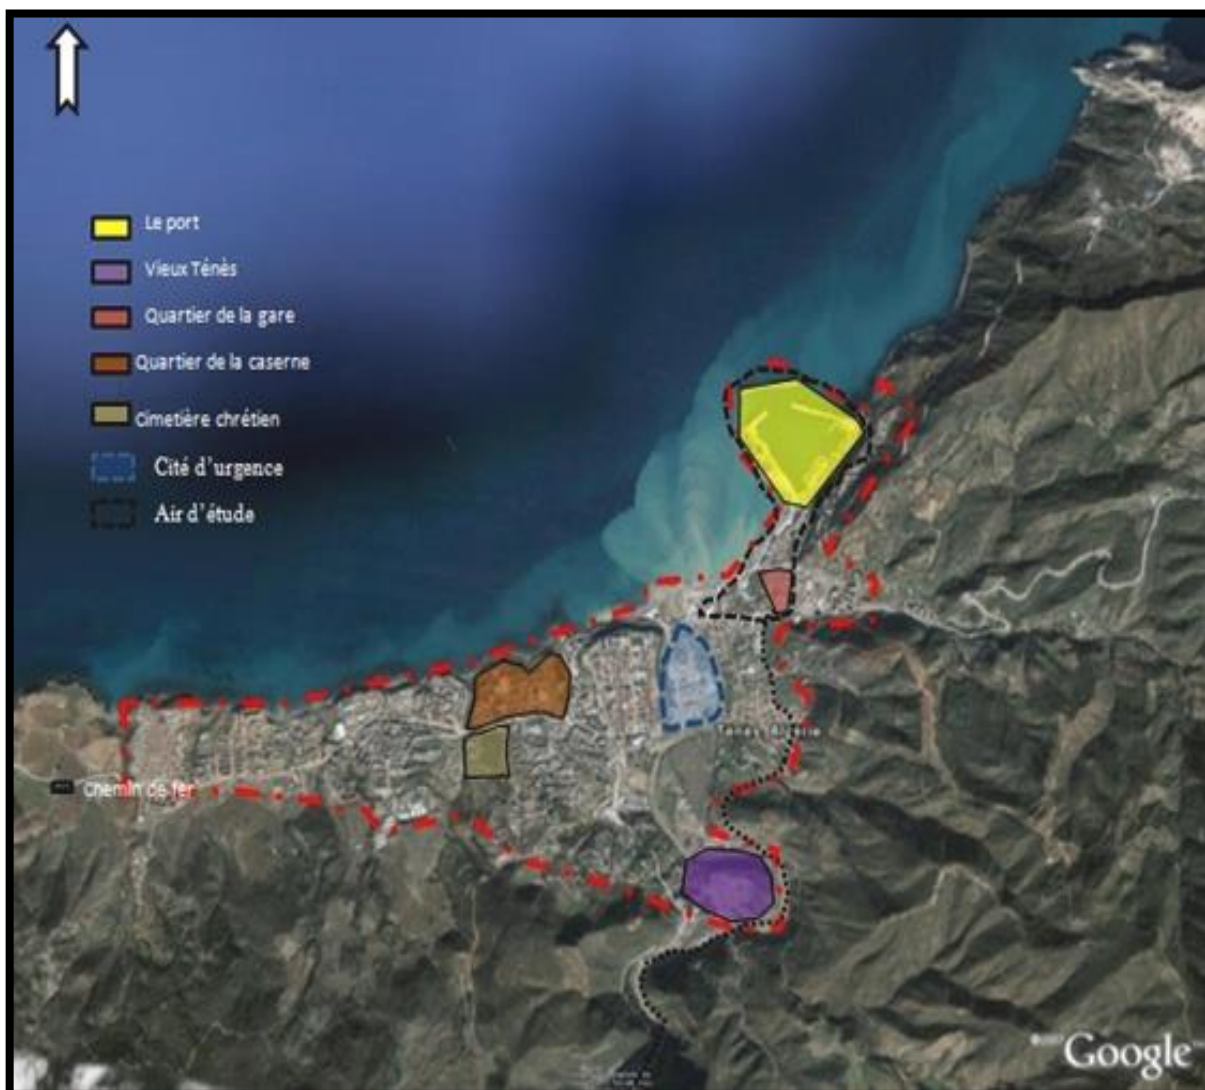 Le port
Vieux Ténès
Quartier de la gare
Quartier de la caserne
Cimetière chrétien
Cité d'urgence
Air d'étude
Chemin de fer
Google